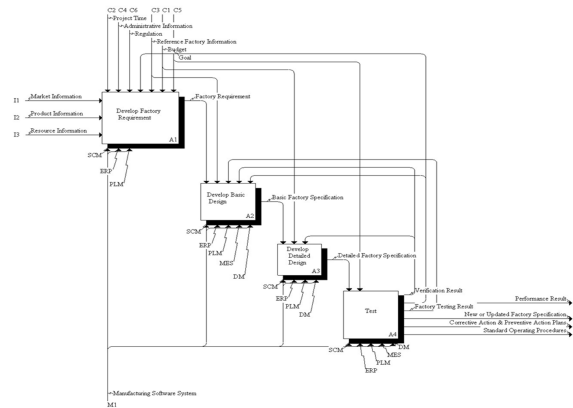 C2 C4 C6 C3 C1 C5
Project Time
Administrative Information
Regulation
Reference Factory Information
Budget
Goal
I1 Market Information
Factory Requirement
I2 Product Information
Develop Factory
Requirement
I3 Resource Information
A1
SCM
ERP
PLM
Develop Basic
Design
Basic Factory Specification
A2
SCM
ERP
PLM
MES
DM
Develop
Detailed
Design
Detailed Factory Specification
A3
SCM
ERP
PLM
DM
Verification Result
Performance Result
Factory Testing Result
Test
New or Updated Factory Specification
Corrective Action & Preventive Action Plans
Standard Operating Procedures
A4
SCM
ERP
PLM
MES
DM
Manufacturing Software System
M1